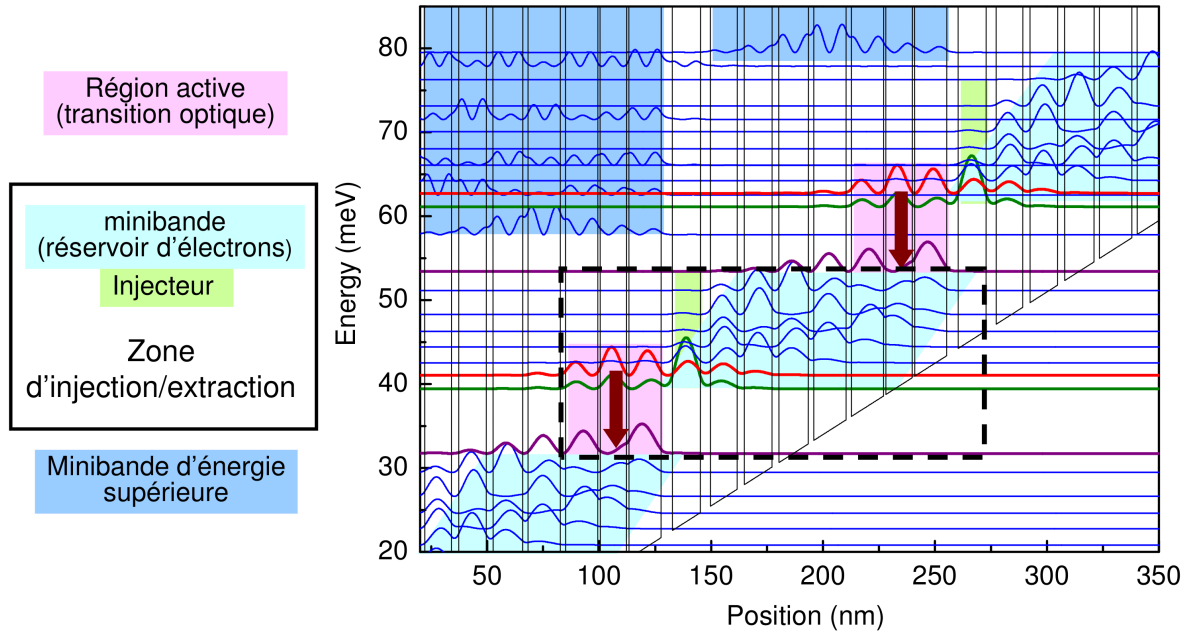 Région active
(transition optique)
minibande
(réservoir d'électrons)
Injecteur
Zone
d'injection/extraction
Minibande d'énergie
supérieure
Energy (meV)
80
70
60
50
40
30
20
50
100
150
200
250
300
350
Position (nm)